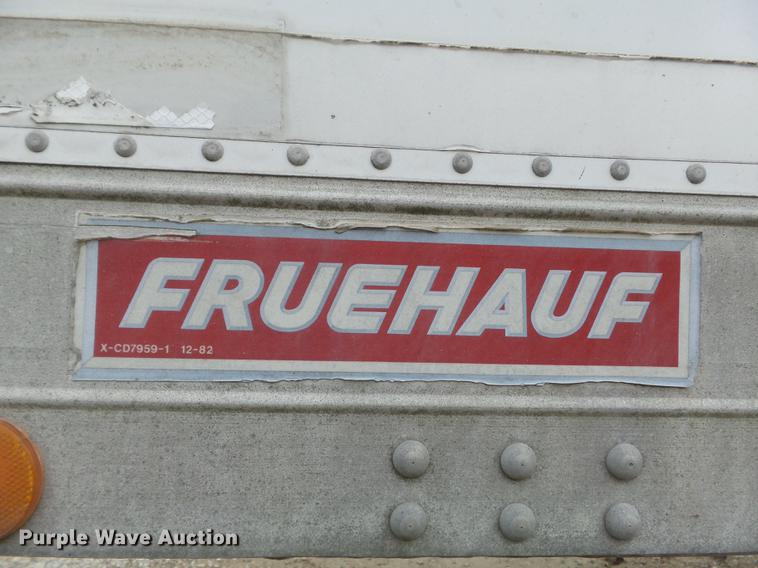 FRUEHAUF
X-CD7959-1 12-82
Purple Wave Auction